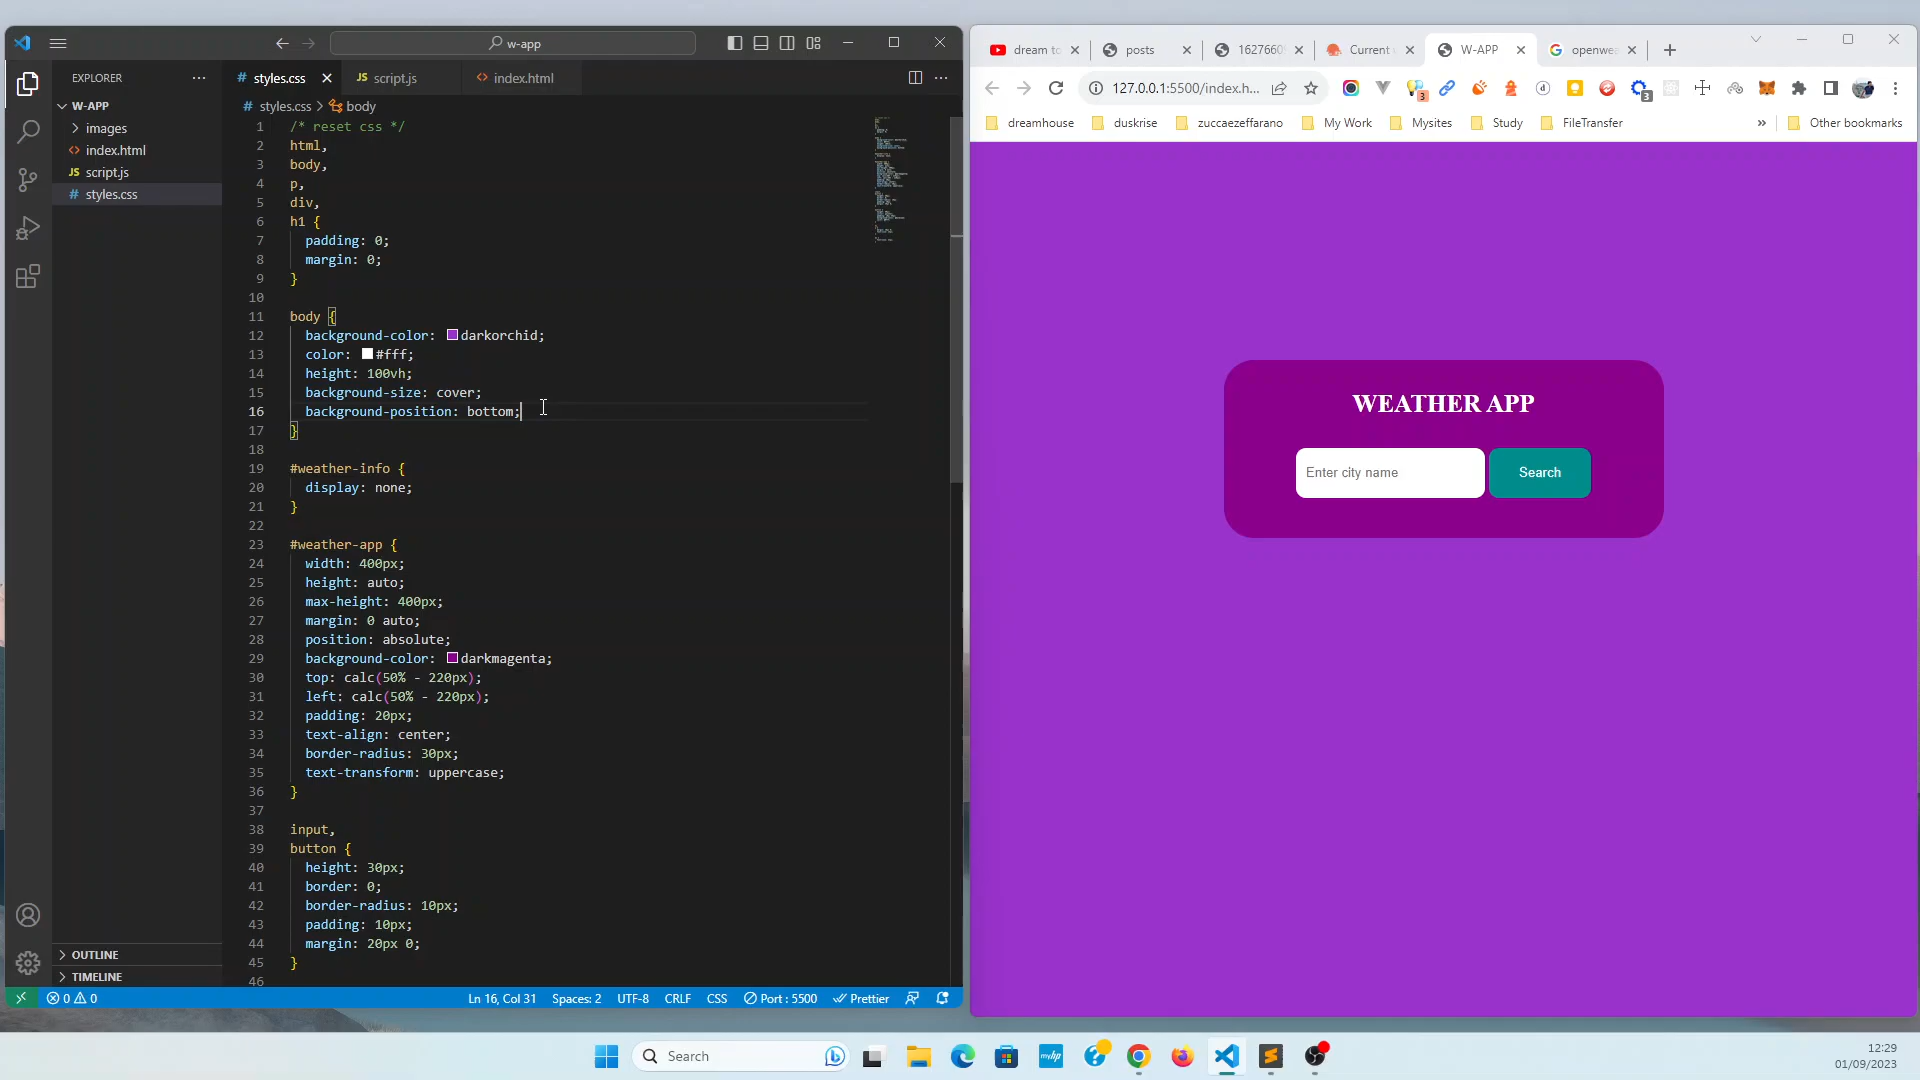 w-app
EXPLORER
W-APP
images
index.html
JS script.js
# styles.css
OUTLINE
TIMELINE
# styles.css
JS script.js
index.html
# styles.css > body
1 /* reset css */
2 html,
3 body,
4 p,
5 div,
6 h1 {
7 padding: 0;
8 margin: 0;
9 }
10
11 body {
12 background-color: darkorchid;
13 color: #fff;
14 height: 100vh;
15 background-size: cover;
16 background-position: bottom;
17 }
18
19 #weather-info {
20 display: none;
21 }
22
23 #weather-app {
24 width: 400px;
25 height: auto;
26 max-height: 400px;
27 margin: 0 auto;
28 position: absolute;
29 background-color: darkmagenta;
30 top: calc(50% - 220px);
31 left: calc(50% - 220px);
32 padding: 20px;
33 text-align: center;
34 border-radius: 30px;
35 text-transform: uppercase;
36 }
37
38 input,
39 button {
40 height: 30px;
41 border: 0;
42 border-radius: 10px;
43 padding: 10px;
44 margin: 20px 0;
45 }
46
0 0
Ln 16, Col 31 Spaces: 2 UTF-8 CRLF CSS Port : 5500 Prettier
dream to
posts
1627660
Current
W-APP
openwea
127.0.0.1:5500/index.h...
3
3
dreamhouse duskrise zuccaezeffarano My Work Mysites Study FileTransfer » Other bookmarks
WEATHER APP
Enter city name
Search
Search
myhp
12:29
01/09/2023